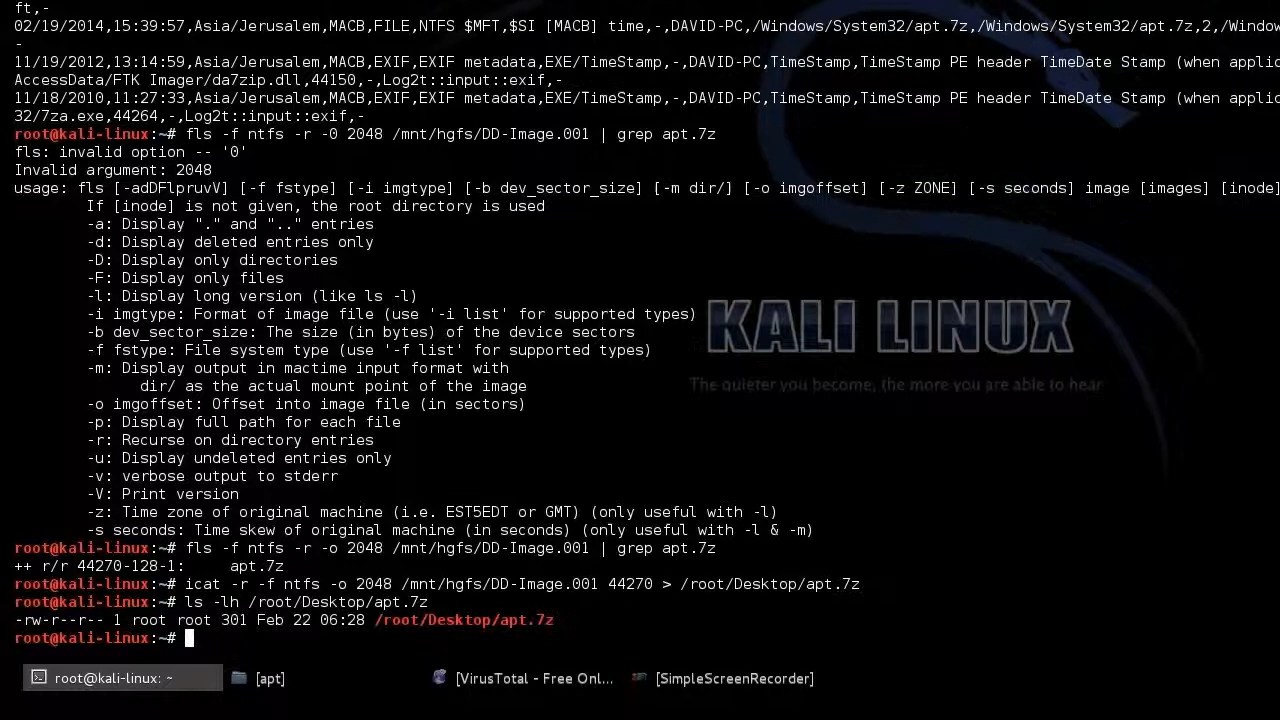 ft,-
02/19/2014,15:39:57,Asia/Jerusalem,MACB,FILE,NTFS $MFT,$SI [MACB] time,-,DAVID-PC,/Windows/System32/apt.7z,/Windows/System32/apt.7z,2,/Window
-
11/19/2012,13:14:59,Asia/Jerusalem,MACB,EXIF,EXIF metadata,EXE/TimeStamp,-,DAVID-PC,TimeStamp,TimeStamp PE header TimeDate Stamp (when applic
AccessData/FTK Imager/da7zip.dll,44150,-,Log2t::input::exif,-
11/18/2010,11:27:33,Asia/Jerusalem,MACB,EXIF,EXIF metadata,EXE/TimeStamp,-,DAVID-PC,TimeStamp,TimeStamp PE header TimeDate Stamp (when applic
32/7za.exe,44264,-,Log2t::input::exif,-
root@kali-linux:~# fls -f ntfs -r -0 2048 /mnt/hgfs/DD-Image.001 | grep apt.7z
fls: invalid option -- '0'
Invalid argument: 2048
usage: fls [-adDFlpruvV] [-f fstype] [-i imgtype] [-b dev_sector_size] [-m dir/] [-o imgoffset] [-z ZONE] [-s seconds] image [images] [inode]
If [inode] is not given, the root directory is used
-a: Display "." and ".." entries
-d: Display deleted entries only
-D: Display only directories
-F: Display only files
-l: Display long version (like ls -l)
-i imgtype: Format of image file (use '-i list' for supported types)
-b dev_sector_size: The size (in bytes) of the device sectors
-f fstype: File system type (use '-f list' for supported types)
-m: Display output in mactime input format with
dir/ as the actual mount point of the image
-o imgoffset: Offset into image file (in sectors)
-p: Display full path for each file
-r: Recurse on directory entries
-u: Display undeleted entries only
-v: verbose output to stderr
-V: Print version
-z: Time zone of original machine (i.e. EST5EDT or GMT) (only useful with -l)
-s seconds: Time skew of original machine (in seconds) (only useful with -l & -m)
root@kali-linux:~# fls -f ntfs -r -o 2048 /mnt/hgfs/DD-Image.001 | grep apt.7z
++ r/r 44270-128-1:     apt.7z
root@kali-linux:~# icat -r -f ntfs -o 2048 /mnt/hgfs/DD-Image.001 44270 > /root/Desktop/apt.7z
root@kali-linux:~# ls -lh /root/Desktop/apt.7z
-rw-r--r-- 1 root root 301 Feb 22 06:28 /root/Desktop/apt.7z
root@kali-linux:~#
KALI LINUX
The quieter you become, the more you are able to hear
root@kali-linux: ~
[apt]
[VirusTotal - Free Onl...
[SimpleScreenRecorder]